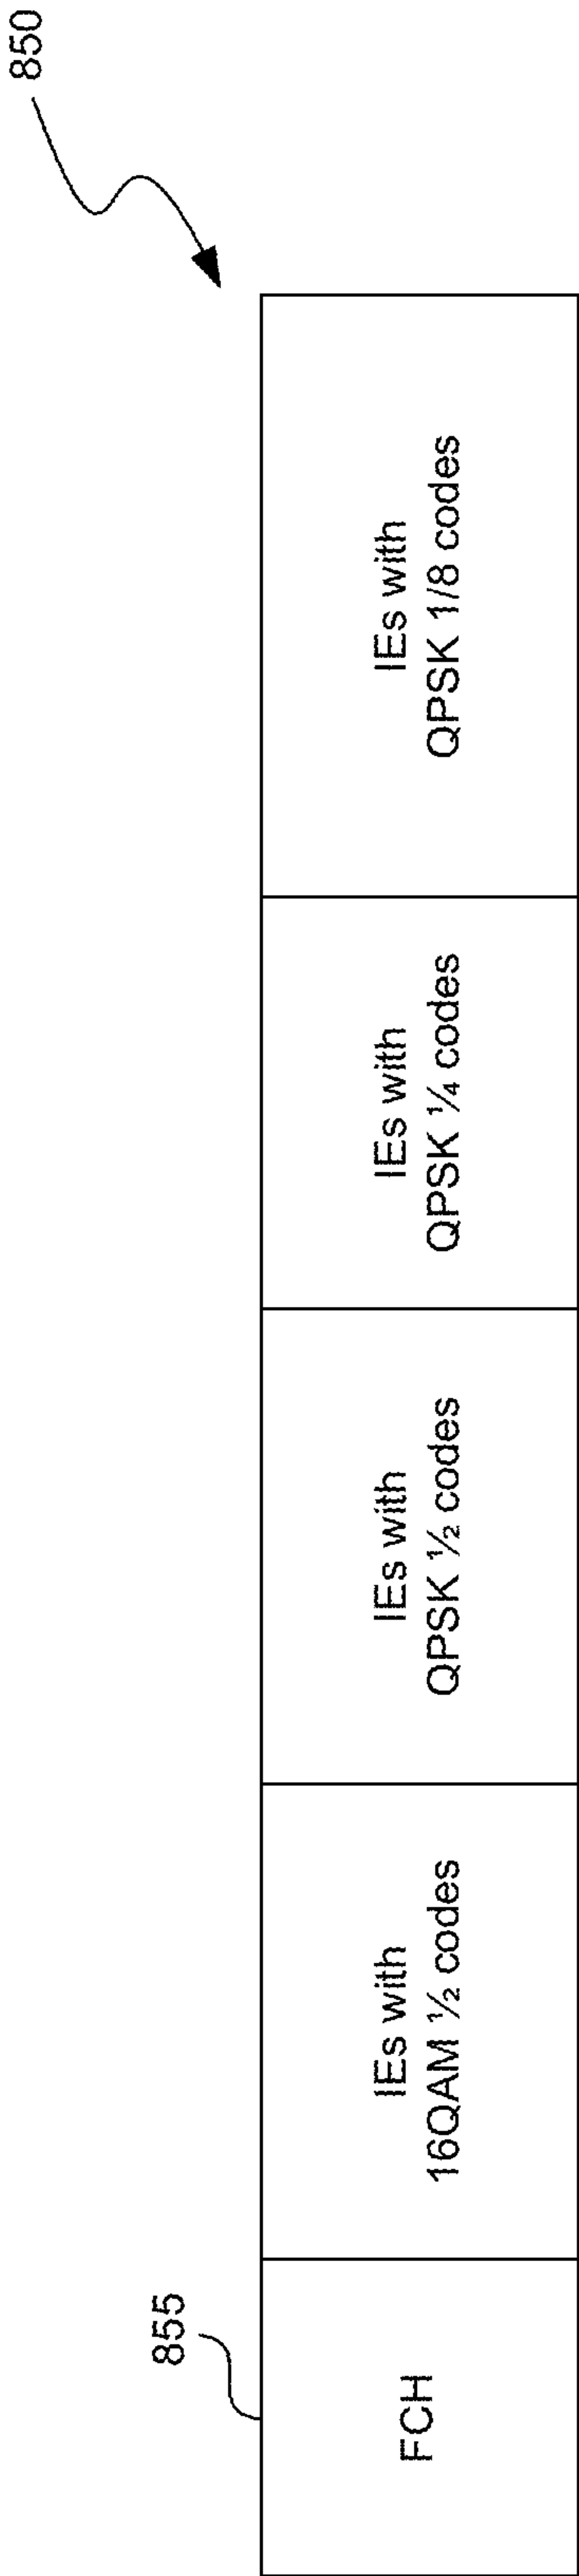 850
855
FCH
IEs with
16QAM ½ codes
IEs with
QPSK ½ codes
IEs with
QPSK ¼ codes
IEs with
QPSK 1/8 codes